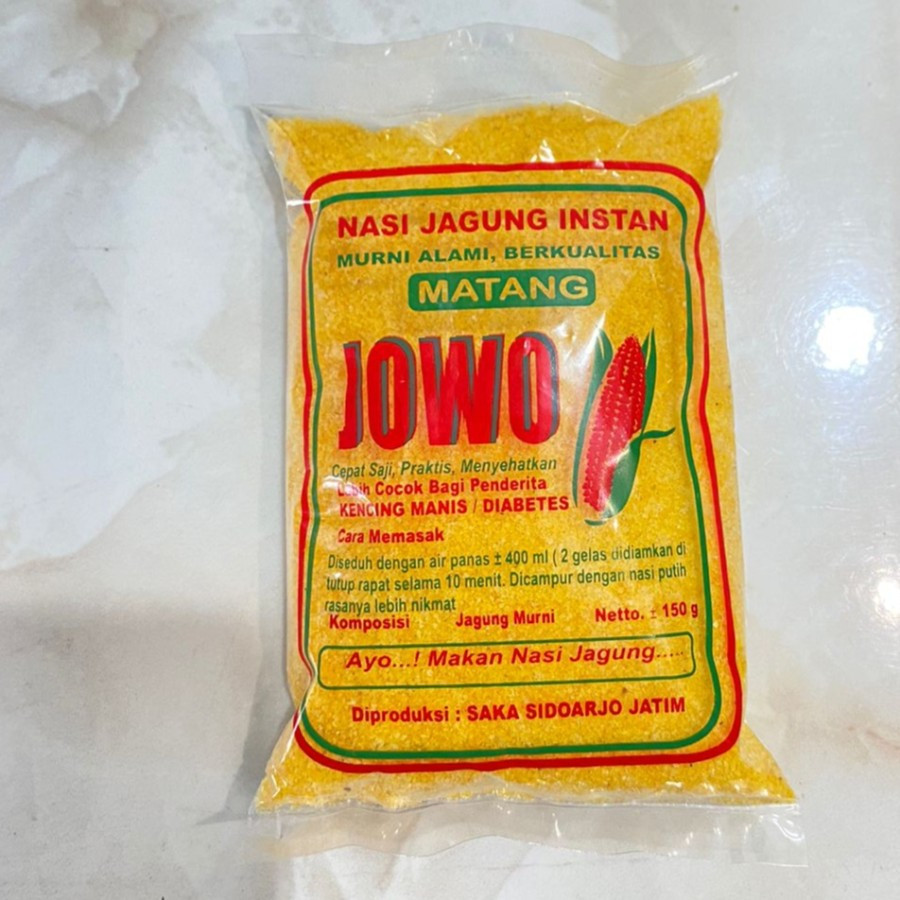 NASI JAGUNG INSTAN
MURNI ALAMI, BERKUALITAS
MATANG
JOWO
Cepat Saji, Praktis, Menyehatkan
Lebih Cocok Bagi Penderita
KENCING MANIS / DIABETES
Cara Memasak
Diseduh dengan air panas ± 400 ml ( 2 gelas didiamkan di
tutup rapat selama 10 menit. Dicampur dengan nasi putih
rasanya lebih nikmat
Komposisi Jagung Murni Netto. ± 150 g
Ayo...! Makan Nasi Jagung.....
Diproduksi : SAKA SIDOARJO JATIM